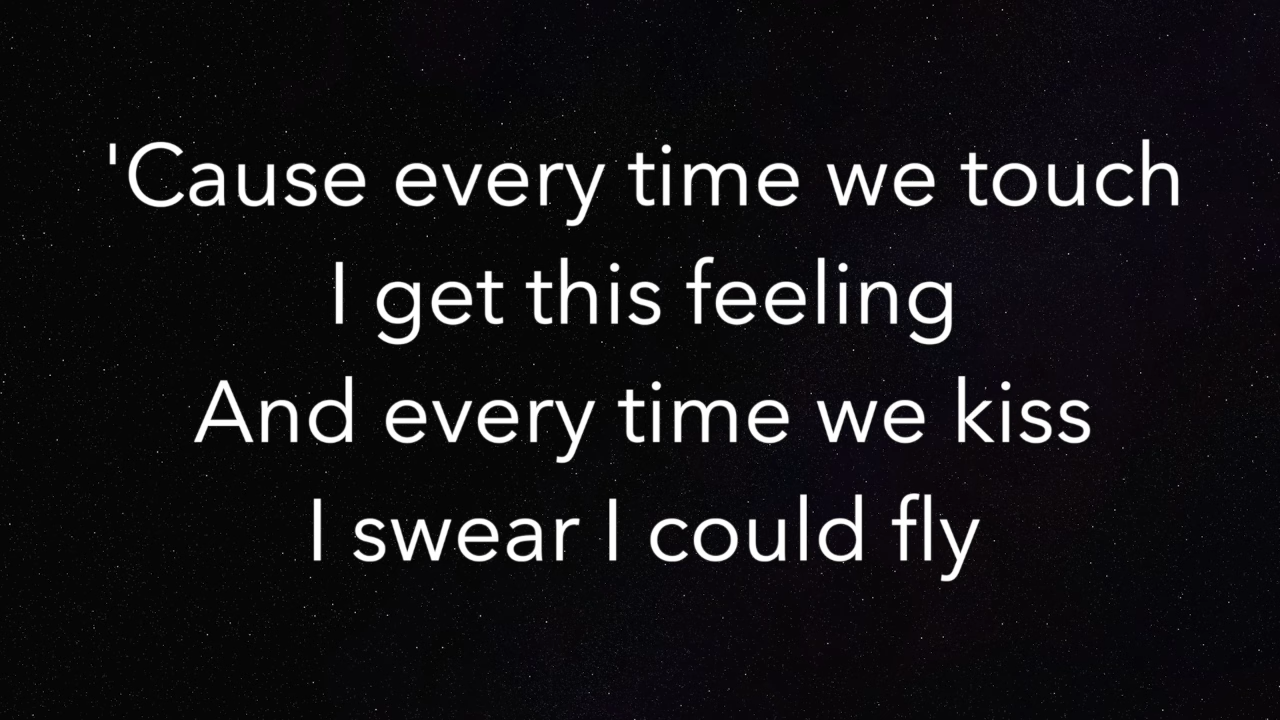 'Cause every time we touch
I get this feeling
And every time we kiss
I swear I could fly